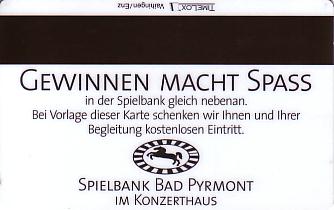 TIMELOX
Vaihingen/Enz
GEWINNEN MACHT SPASS
in der Spielbank gleich nebenan.
Bei Vorlage dieser Karte schenken wir Ihnen und Ihrer
Begleitung kostenlosen Eintritt.
SPIELBANK BAD PYRMONT
IM KONZERTHAUS